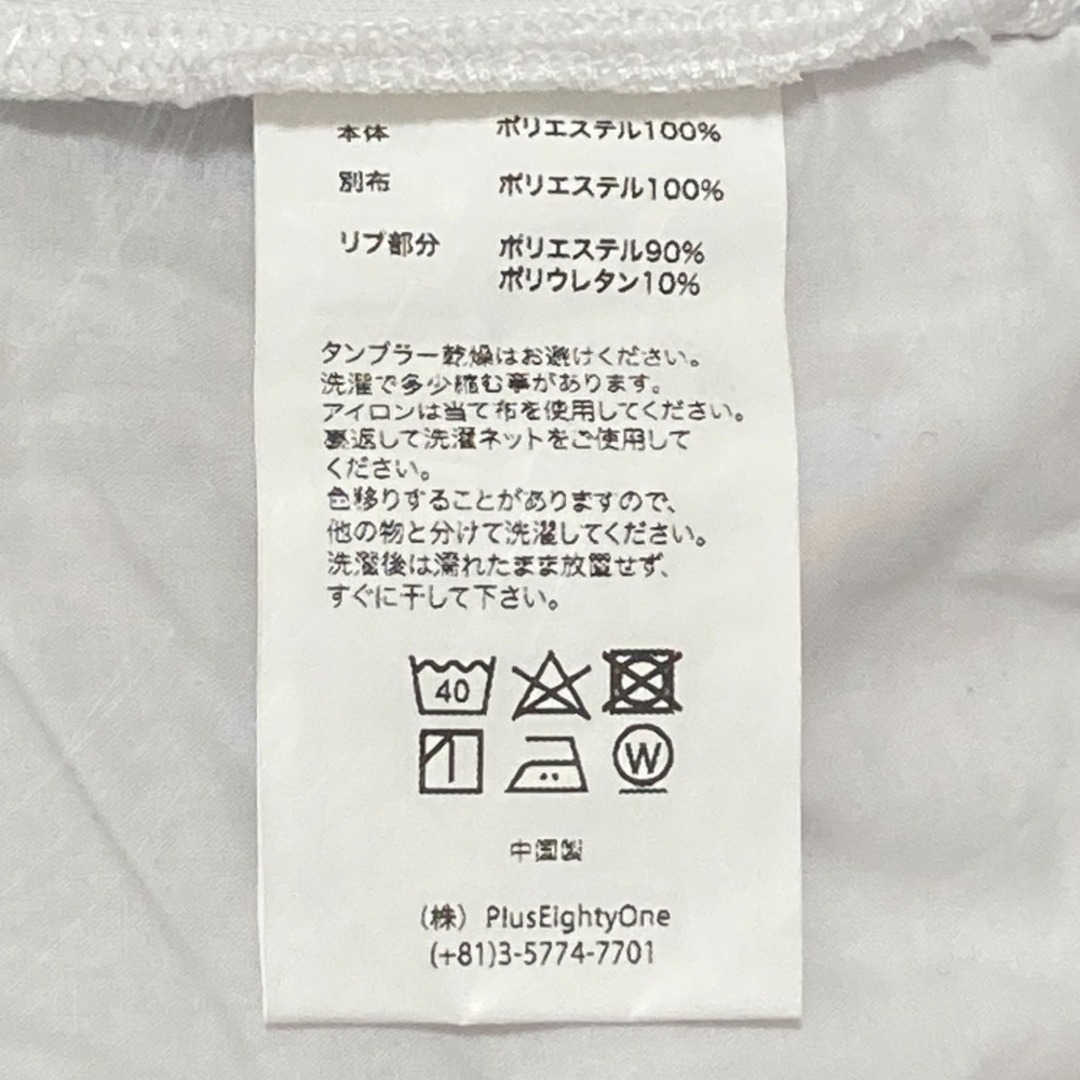 本体 ポリエステル100%
別布 ポリエステル100%
リブ部分 ポリエステル90%
ポリウレタン10%
タンブラー乾燥はお避けください。
洗濯で多少縮む事があります。
アイロンは当て布を使用してください。
裏返して洗濯ネットをご使用して
ください。
色移りすることがありますので、
他の物と分けて洗濯してください。
洗濯後は濡れたまま放置せず、
すぐに干して下さい。
40
W
中国製
（株）PlusEightyOne
(+81)3-5774-7701